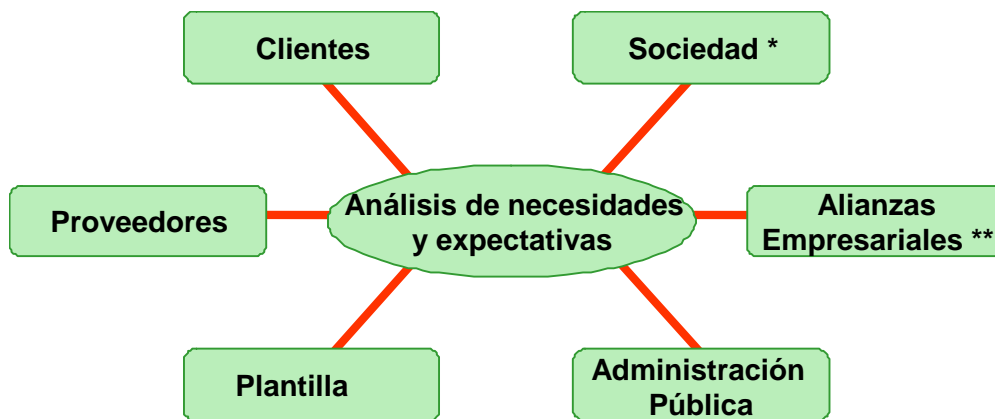 Clientes
Sociedad *
Proveedores
Análisis de necesidades
y expectativas
Alianzas
Empresariales **
Plantilla
Administración
Pública